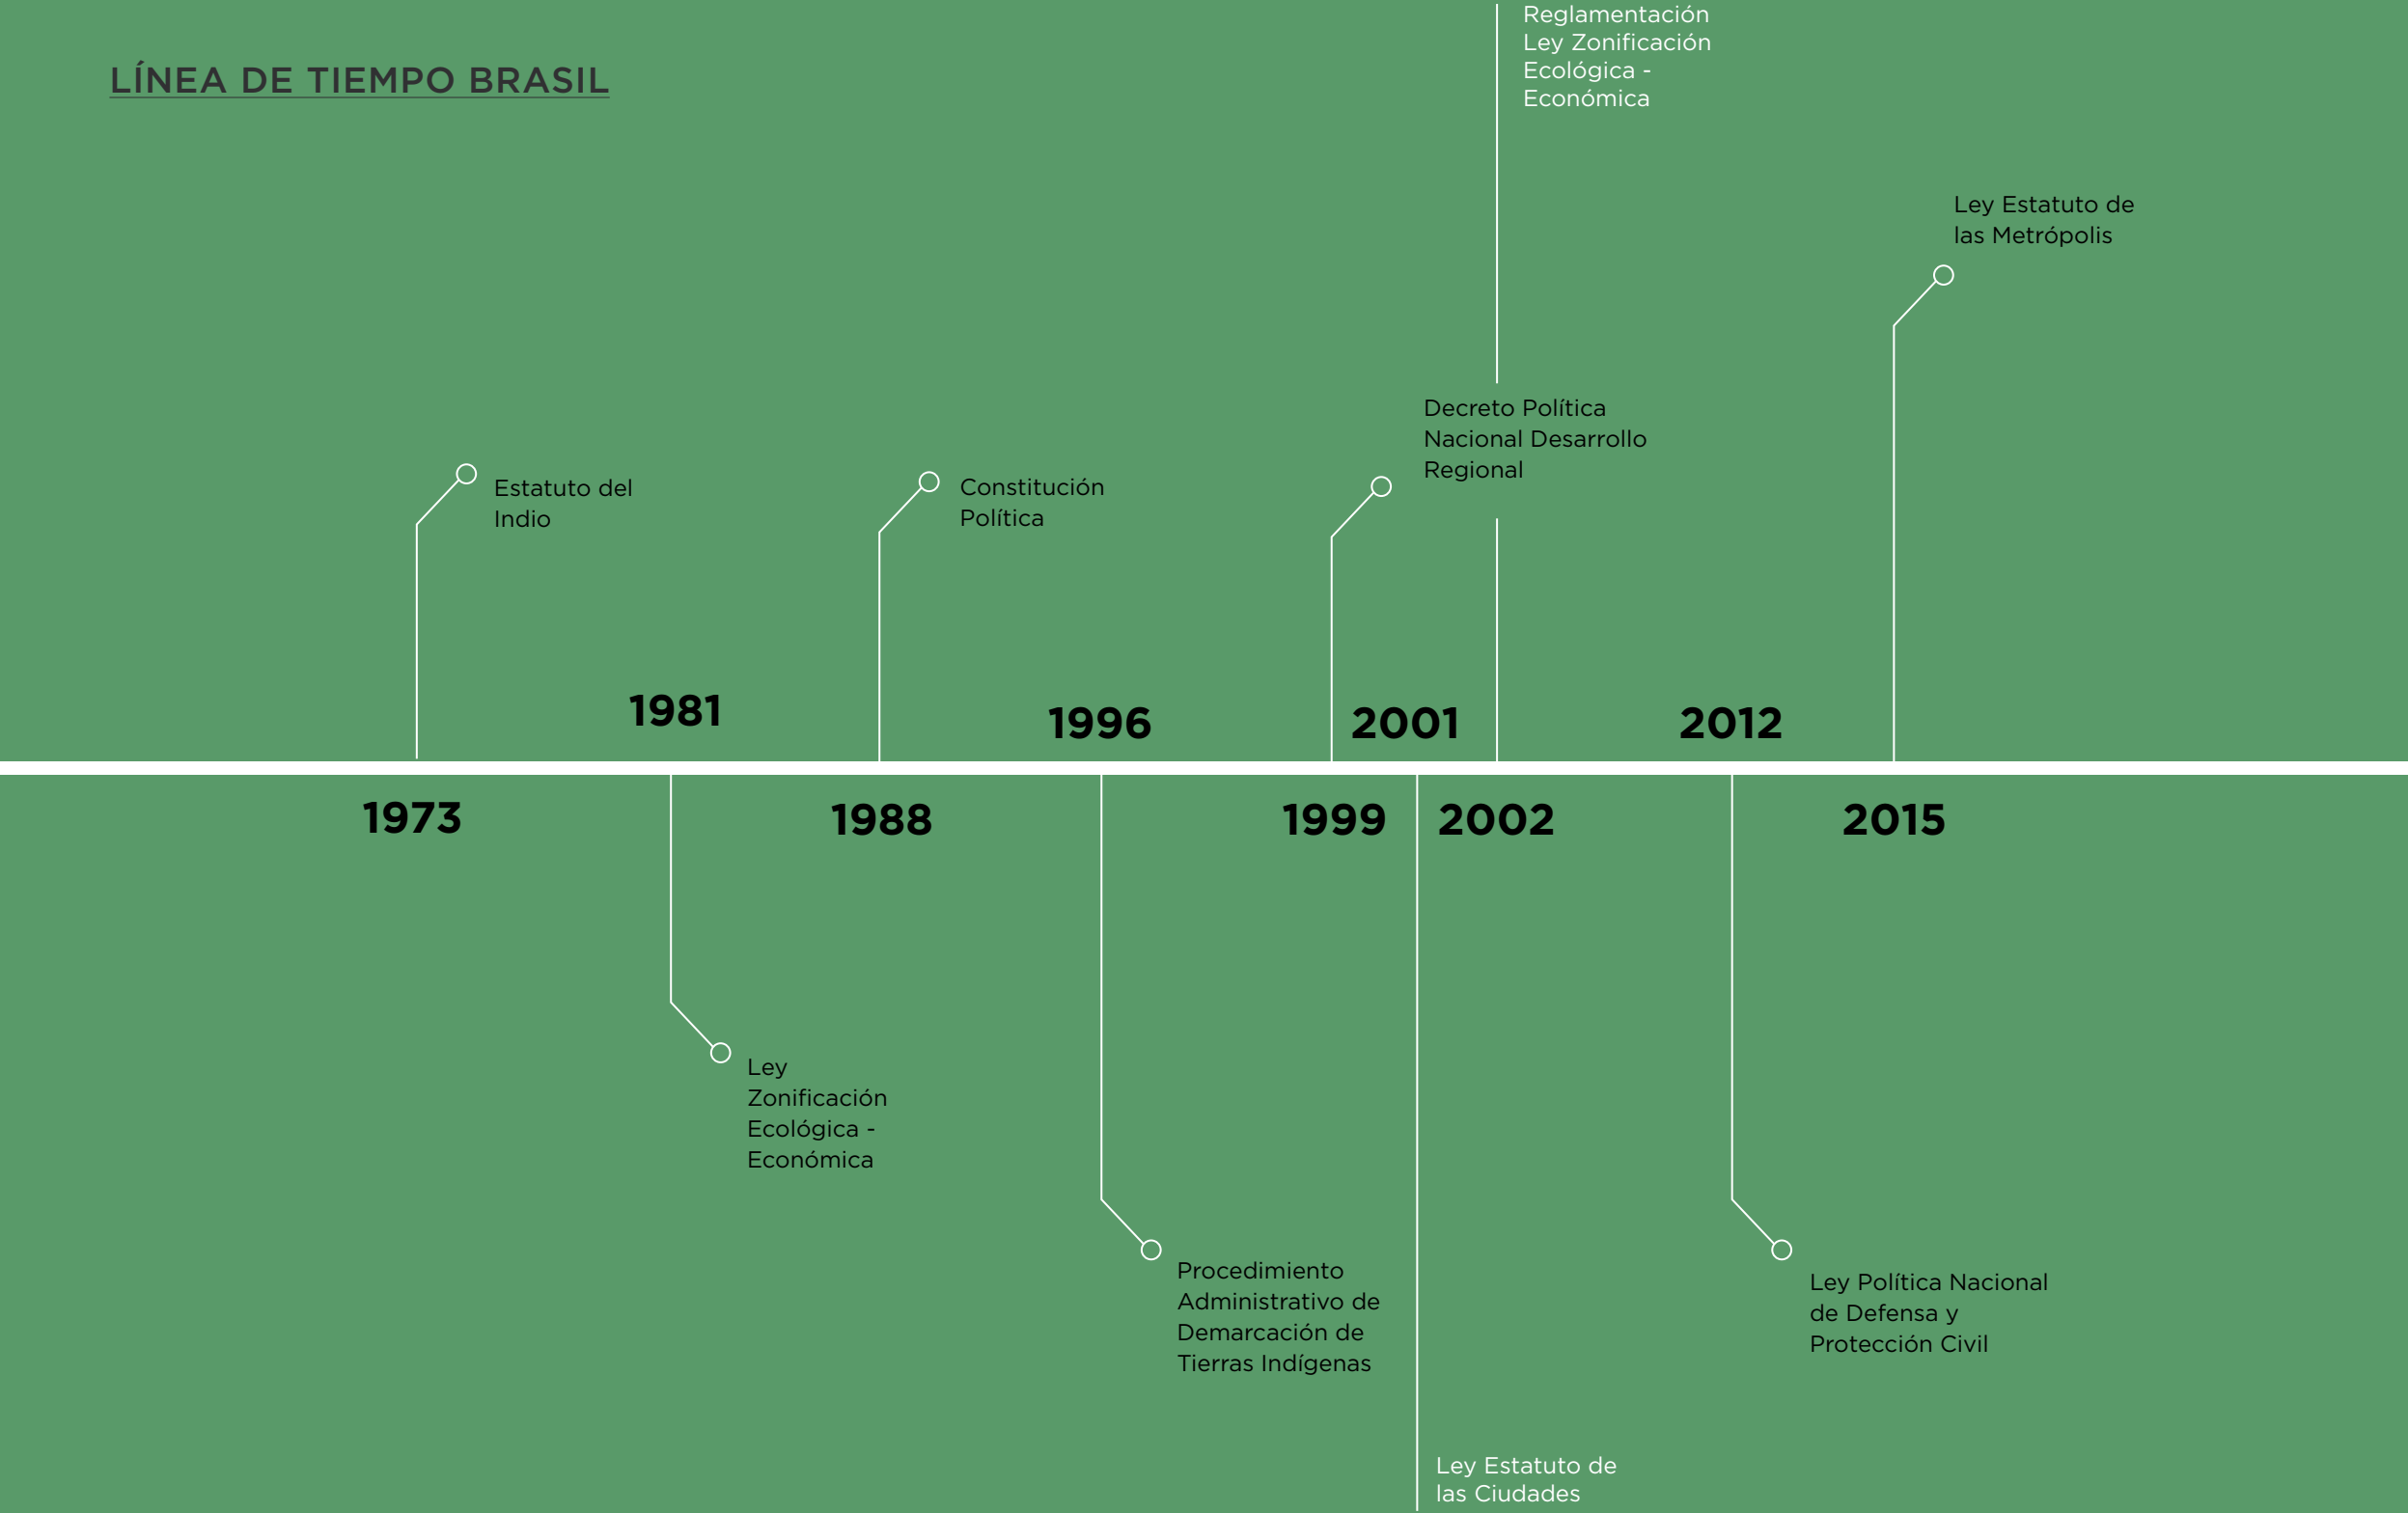 Reglamentación
Ley Zonificación
Ecológica -
Económica
LÍNEA DE TIEMPO BRASIL
Ley Estatuto de
las Metrópolis
Decreto Política
Nacional Desarrollo
Regional
Estatuto del
Indio
Constitución
Política
1981
1996
2001
2012
1973
1988
1999
2002
2015
Ley
Zonificación
Ecológica -
Económica
Procedimiento
Administrativo de
Demarcación de
Tierras Indígenas
Ley Política Nacional
de Defensa y
Protección Civil
Ley Estatuto de
las Ciudades